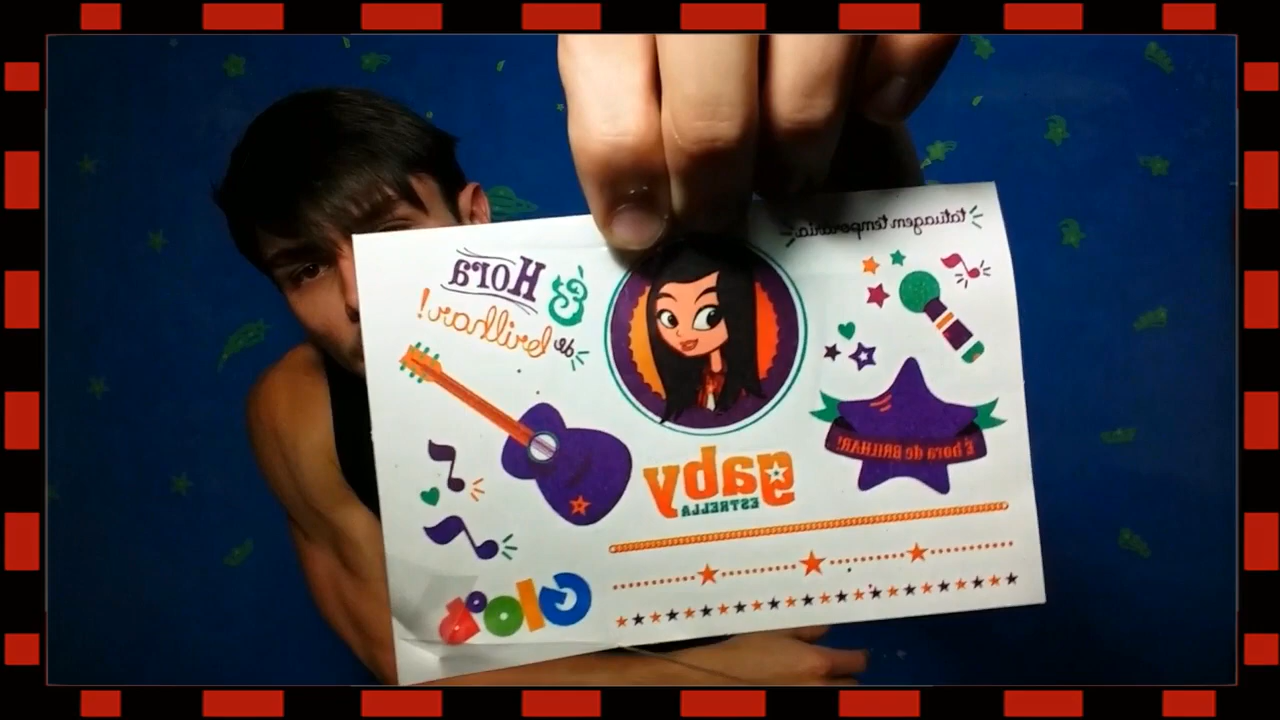 tatuagem temporária
É Hora
de brilhar!
gaby
ESTRELLA
É hora de BRILHAR!
Gloob